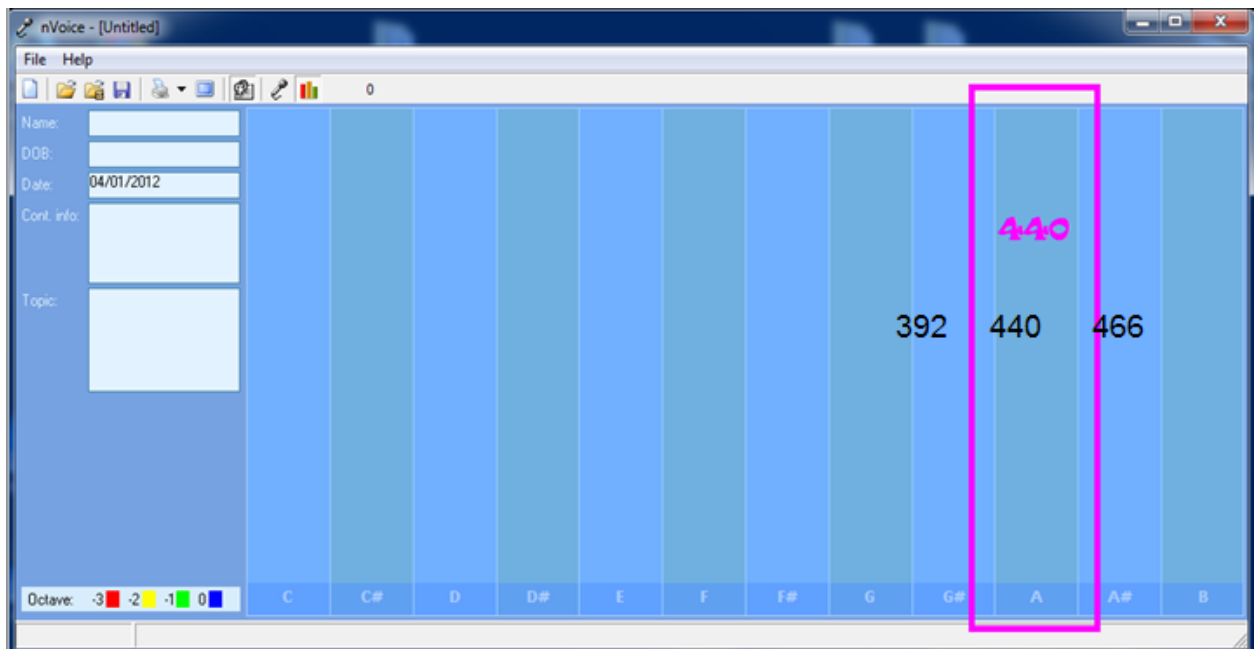 nVoice - [Untitled]
File Help
0
Name:
DOB:
Date: 04/01/2012
Cont. info:
Topic:
440
392 440 466
Octave: -3 -2 -1 0
C C# D D# E F F# G G# A A# B